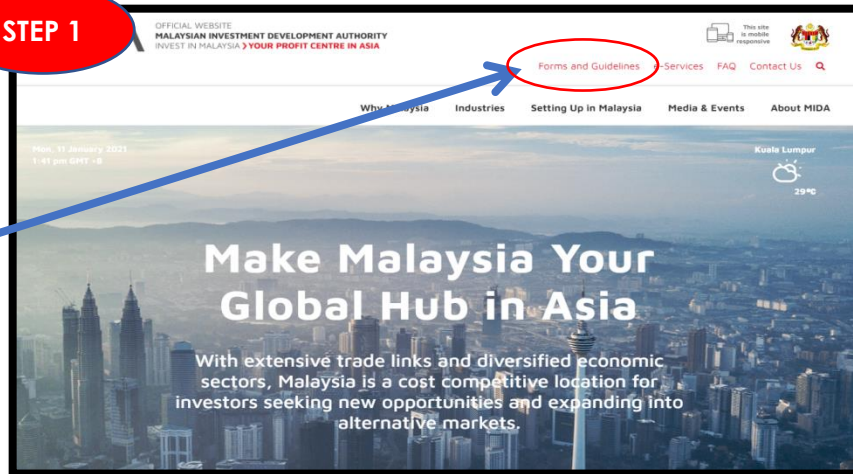 STEP 1
OFFICIAL WEBSITE
MALAYSIAN INVESTMENT DEVELOPMENT AUTHORITY
INVEST IN MALAYSIA > YOUR PROFIT CENTRE IN ASIA
This site
is mobile
responsive
Forms and Guidelines e-Services FAQ Contact Us
Why Malaysia Industries Setting Up in Malaysia Media & Events About MIDA
Mon, 11 January 2021
1:41 pm GMT +8
Kuala Lumpur
29°C
Make Malaysia Your
Global Hub in Asia
With extensive trade links and diversified economic
sectors, Malaysia is a cost competitive location for
investors seeking new opportunities and expanding into
alternative markets.